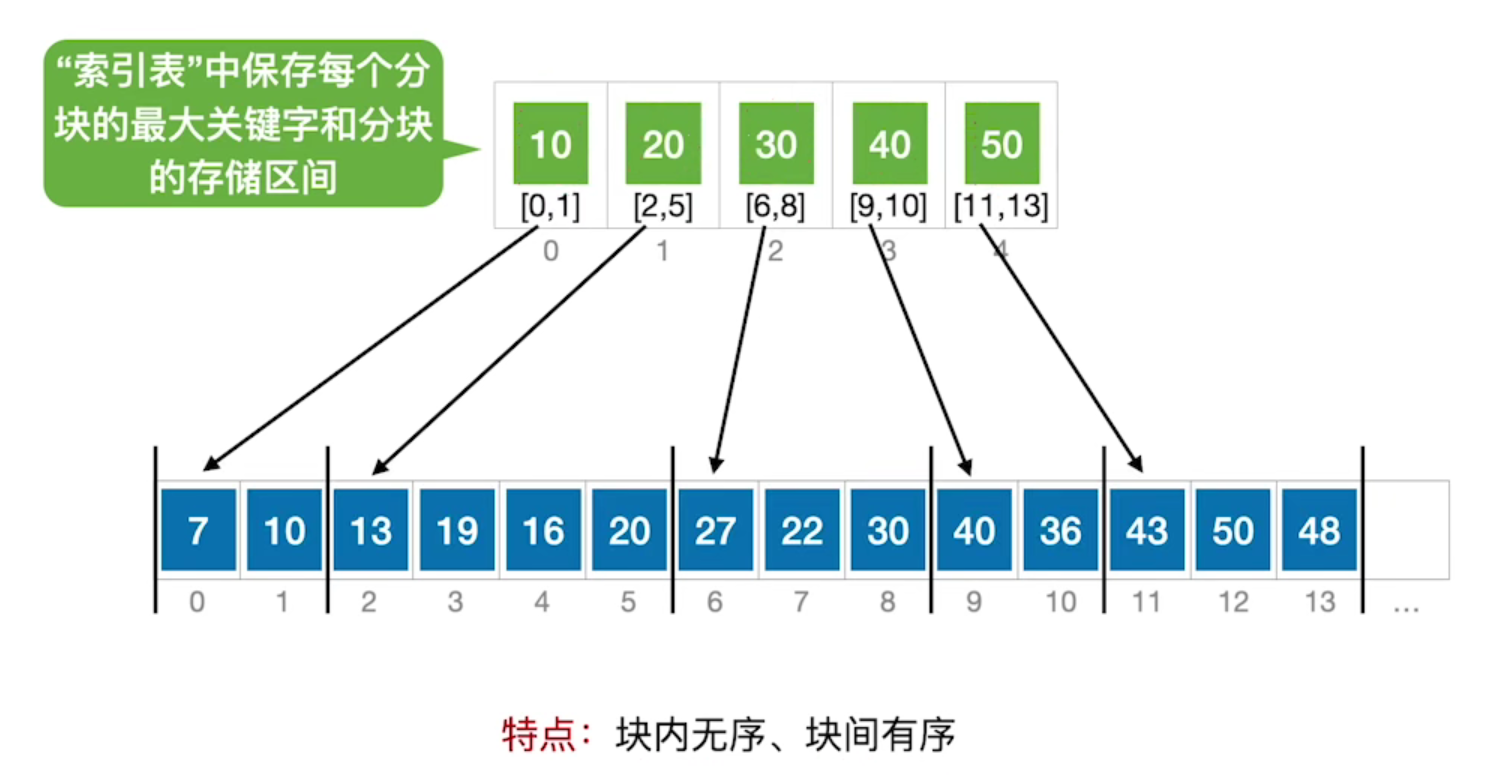 “索引表”中保存每个分
块的最大关键字和分块
的存储区间
10 20 30 40 50
[0,1] [2,5] [6,8] [9,10] [11,13]
0 1 2 3 4
7 10 13 19 16 20 27 22 30 40 36 43 50 48
0 1 2 3 4 5 6 7 8 9 10 11 12 13 ...
特点：块内无序、块间有序